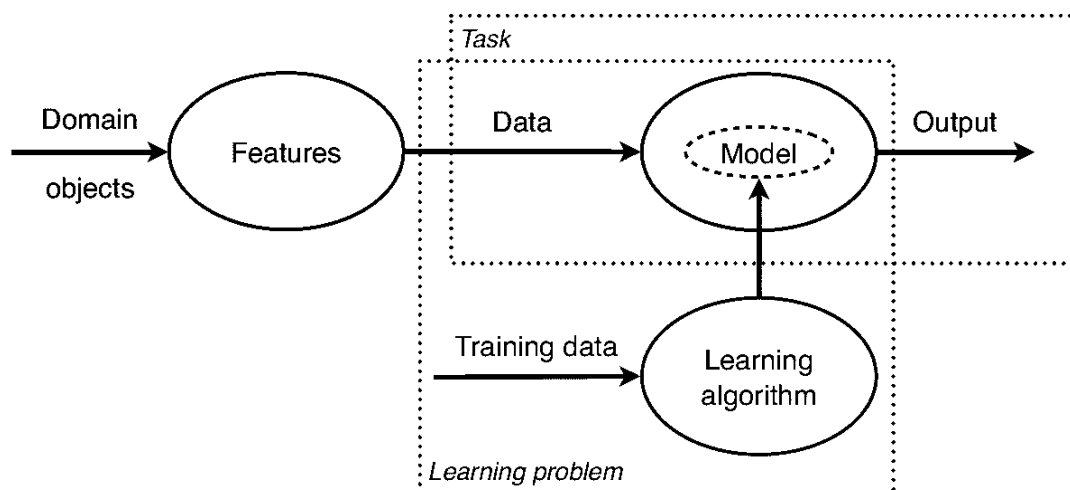 Task
Domain
objects
Features
Data
Model
Output
Training data
Learning
algorithm
Learning problem